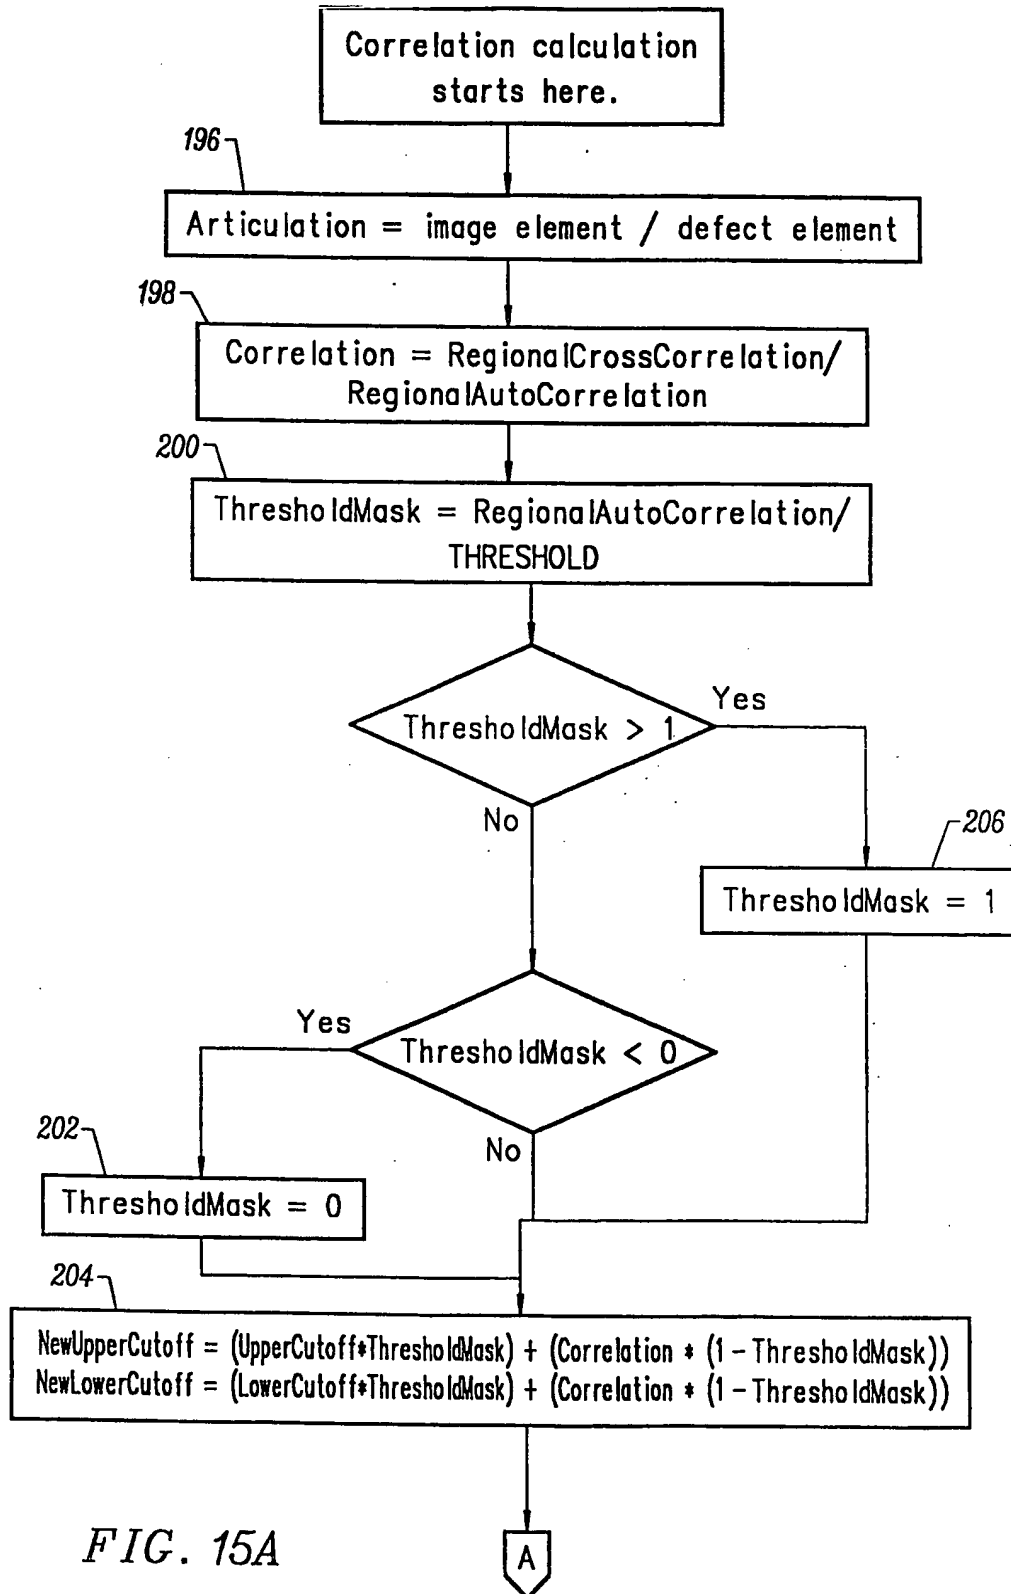 Correlation calculation
starts here.
196
Articulation = image element / defect element
198
Correlation = RegionalCrossCorrelation/
RegionalAutoCorrelation
200
ThresholdMask = RegionalAutoCorrelation/
THRESHOLD
ThresholdMask > 1
Yes
No
206
ThresholdMask = 1
Yes
ThresholdMask < 0
No
202
ThresholdMask = 0
204
NewUpperCutoff = (UpperCutoff*ThresholdMask) + (Correlation * (1 - ThresholdMask))
NewLowerCutoff = (LowerCutoff*ThresholdMask) + (Correlation * (1 - ThresholdMask))
FIG. 15A
A